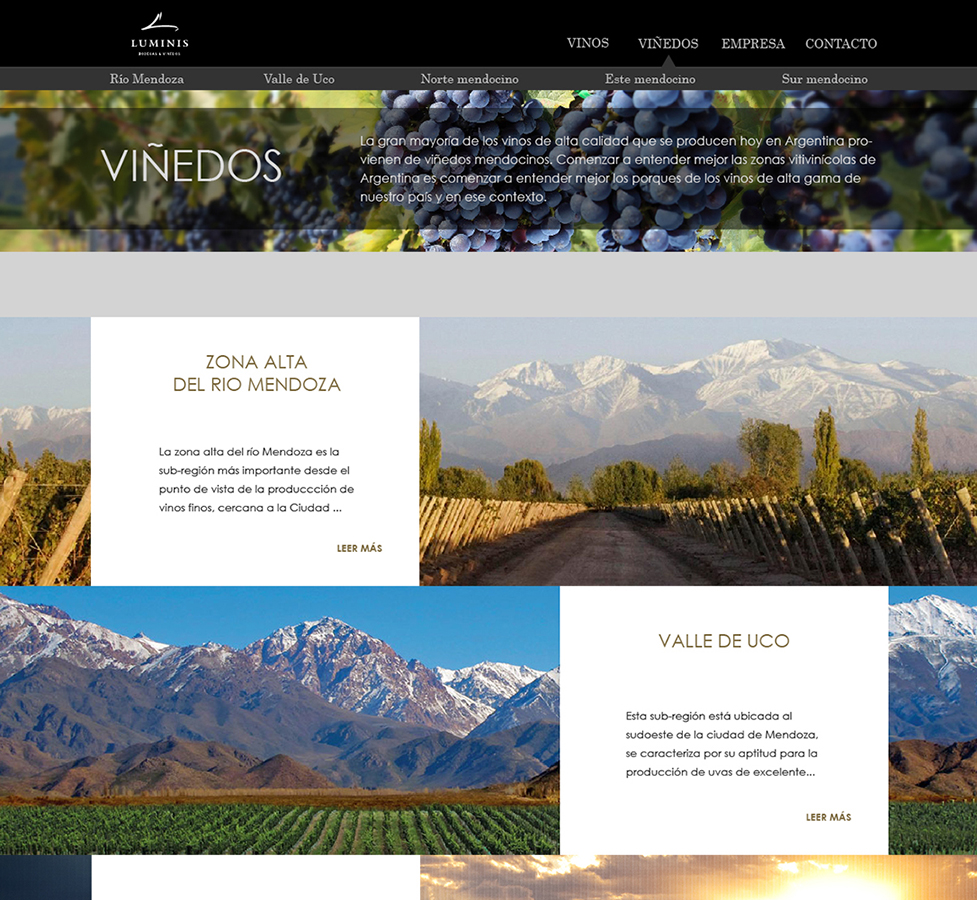 LUMINIS
BODEGAS & VIÑEDOS
VINOS VIÑEDOS EMPRESA CONTACTO
Río Mendoza Valle de Uco Norte mendocino Este mendocino Sur mendocino
VIÑEDOS
La gran mayoría de los vinos de alta calidad que se producen hoy en Argentina pro-
vienen de viñedos mendocinos. Comenzar a entender mejor las zonas vitivinícolas de
Argentina es comenzar a entender mejor los porques de los vinos de alta gama de
nuestro país y en ese contexto.
ZONA ALTA
DEL RIO MENDOZA
La zona alta del río Mendoza es la
sub-región más importante desde el
punto de vista de la produccción de
vinos finos, cercana a la Ciudad ...
LEER MÁS
VALLE DE UCO
Esta sub-región está ubicada al
sudoeste de la ciudad de Mendoza,
se caracteriza por su aptitud para la
producción de uvas de excelente...
LEER MÁS